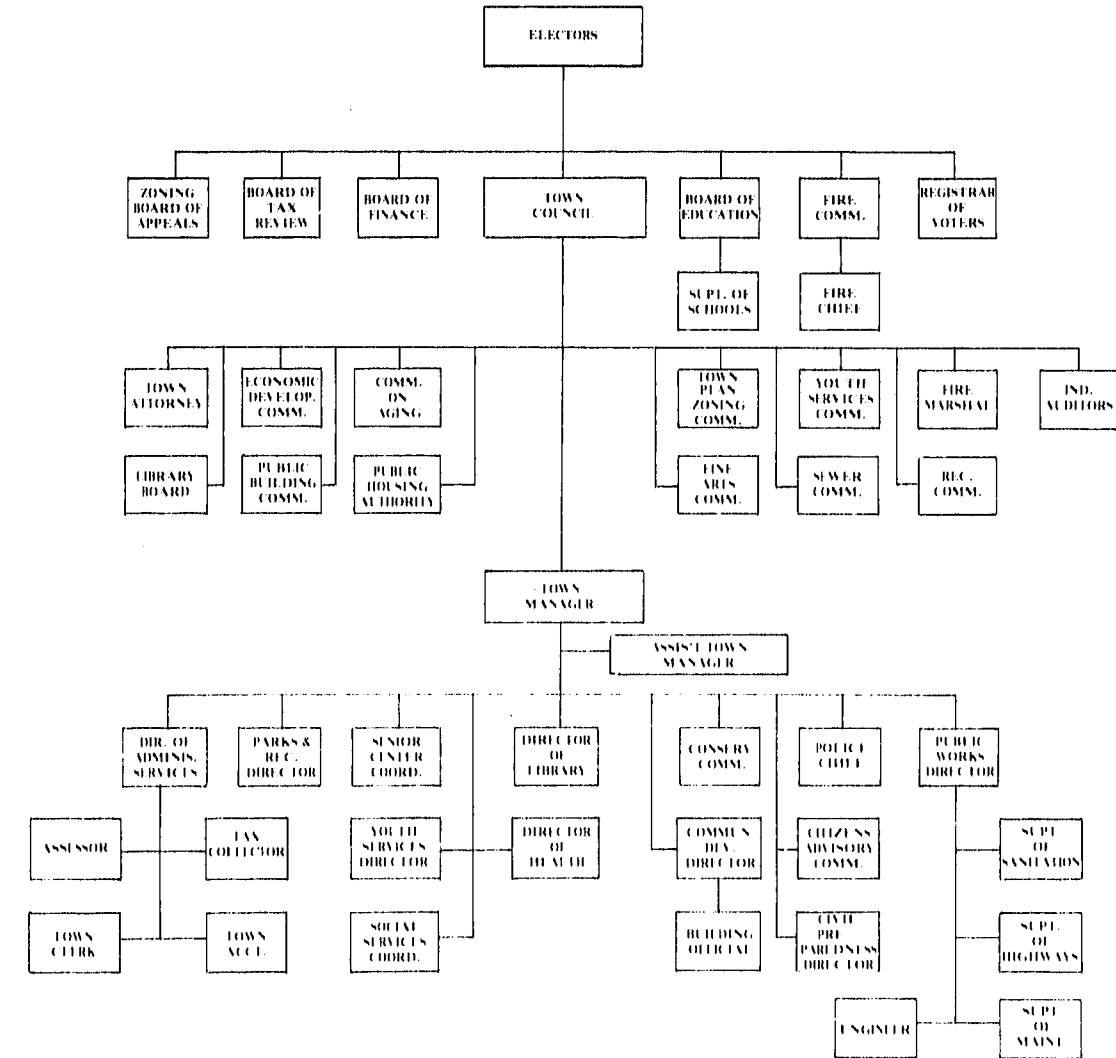 ELECTORS
ZONING
BOARD OF
APPEALS
BOARD OF
TAX
REVIEW
BOARD OF
FINANCE
TOWN
COUNCIL
BOARD OF
EDUCATION
FIRE
COMM.
REGISTRAR
OF
VOTERS
SUPT. OF
SCHOOLS
FIRE
CHIEF
TOWN
ATTORNEY
ECONOMIC
DEVELOP.
COMM.
COMM.
ON
AGING
TOWN
PLAN
ZONING
COMM.
YOUTH
SERVICES
COMM.
FIRE
MARSHAL
IND.
AUDITORS
LIBRARY
BOARD
PUBLIC
BUILDING
COMM.
PUBLIC
HOUSING
AUTHORITY
FINE
ARTS
COMM.
SEWER
COMM.
REC.
COMM.
TOWN
MANAGER
ASSIS'T TOWN
MANAGER
DIR. OF
ADMINIS.
SERVICES
PARKS &
REC.
DIRECTOR
SENIOR
CENTER
COORD.
DIRECTOR
OF
LIBRARY
CONSERV
COMM.
POLICE
CHIEF
PUBLIC
WORKS
DIRECTOR
ASSESSOR
TAX
COLLECTOR
YOUTH
SERVICES
DIRECTOR
DIRECTOR
OF
HEALTH
COMMUN
DEV.
DIRECTOR
CITIZENS
ADVISORY
COMM.
SUPT
OF
SANITATION
TOWN
CLERK
TOWN
ACCT.
SOCIAL
SERVICES
COORD.
BUILDING
OFFICIAL
CIVIL
PRE-
PAREDNESS
DIRECTOR
SUPT.
OF
HIGHWAYS
ENGINEER
SUPT
OF
MAINT